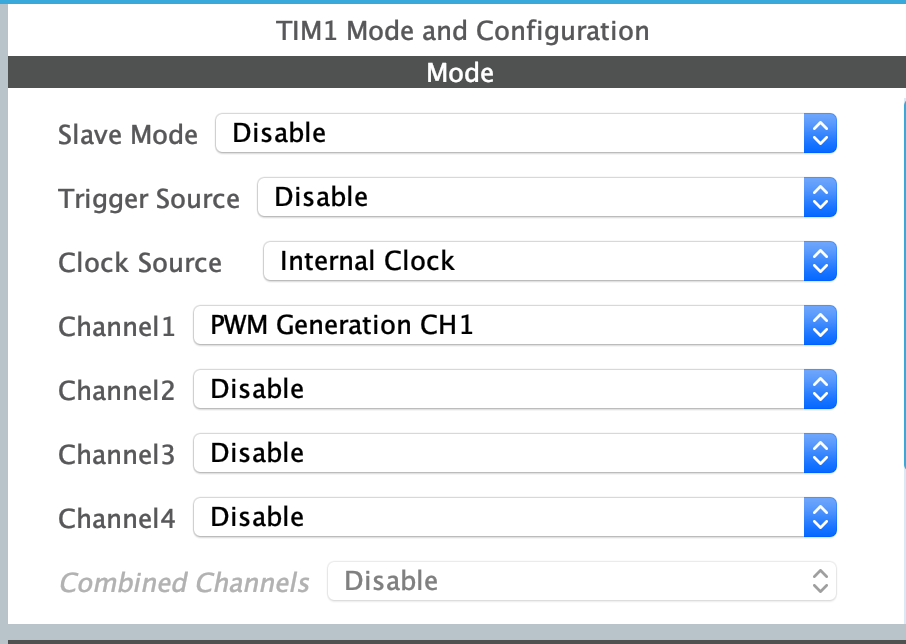 TIM1 Mode and Configuration
Mode
Slave Mode Disable
Trigger Source Disable
Clock Source Internal Clock
Channel1 PWM Generation CH1
Channel2 Disable
Channel3 Disable
Channel4 Disable
Combined Channels Disable